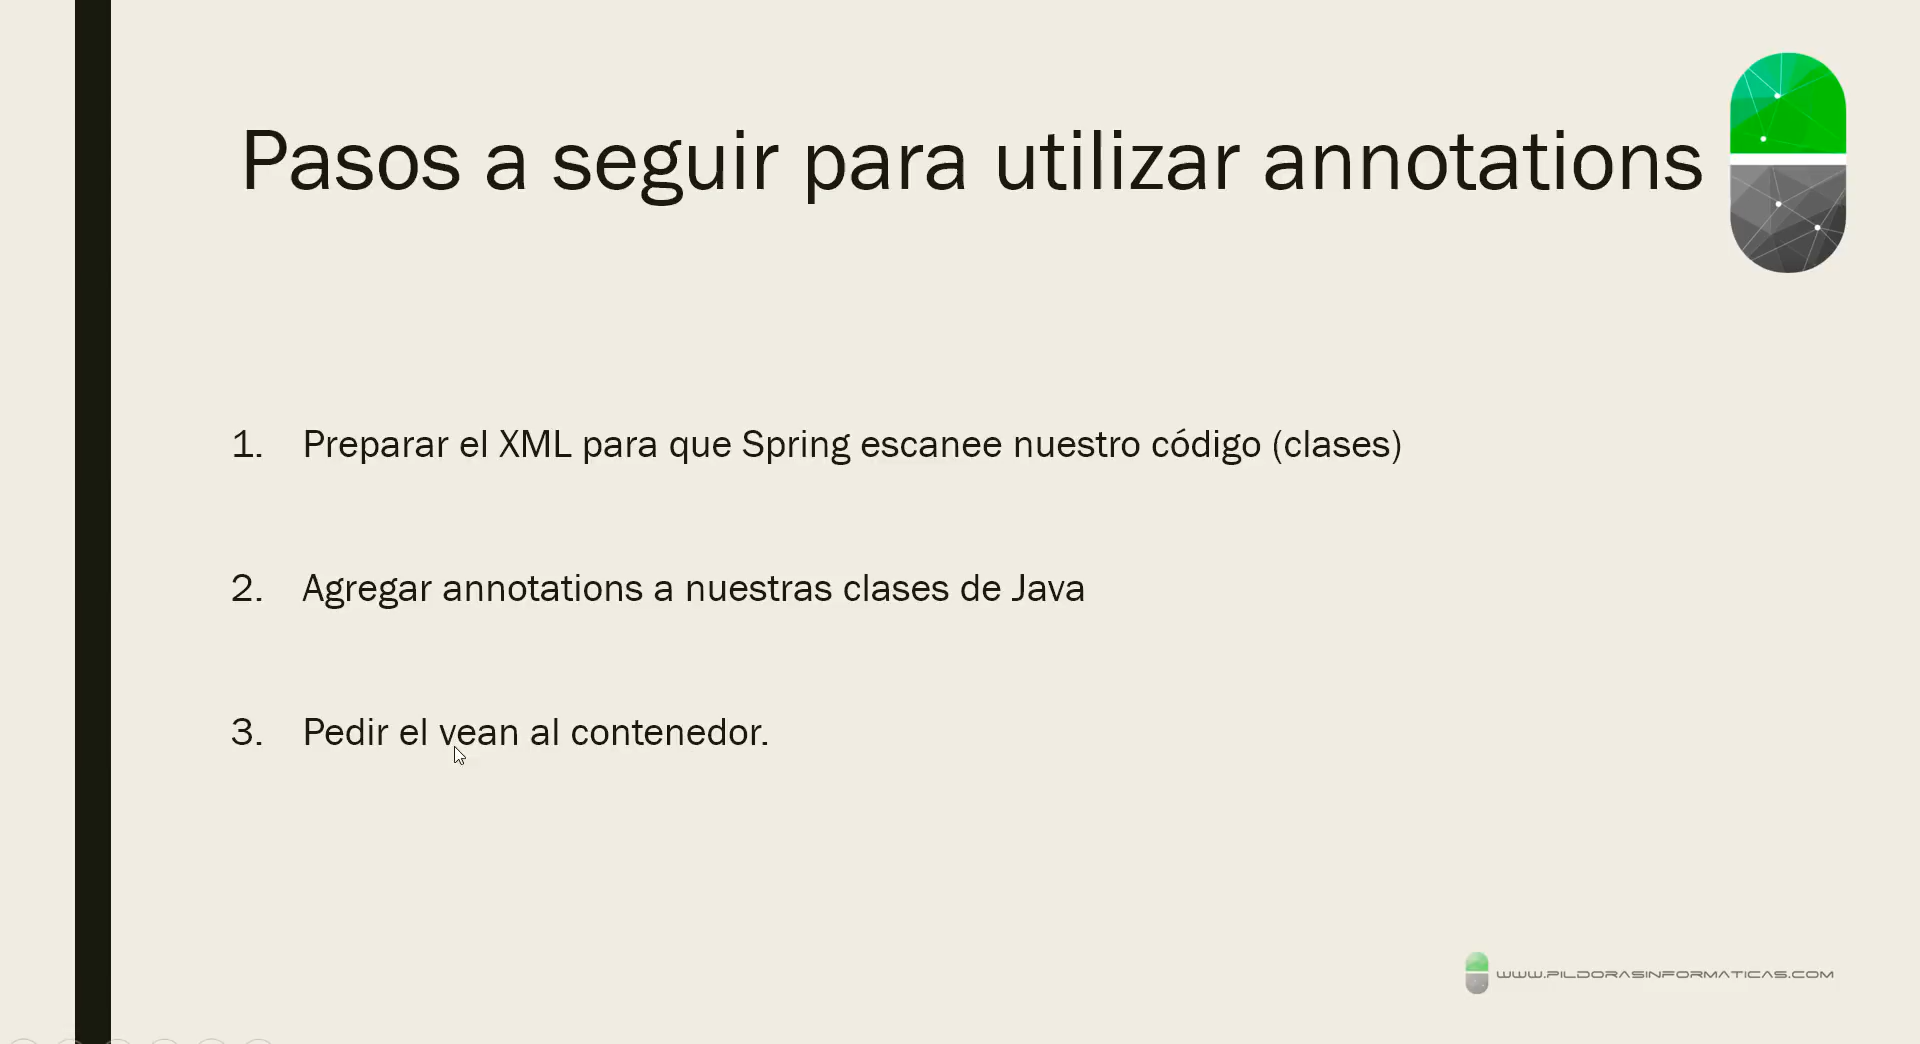 Pasos a seguir para utilizar annotations
1. Preparar el XML para que Spring escanee nuestro código (clases)
2. Agregar annotations a nuestras clases de Java
3. Pedir el vean al contenedor.
WWW.PILDORASINFORMATICAS.COM